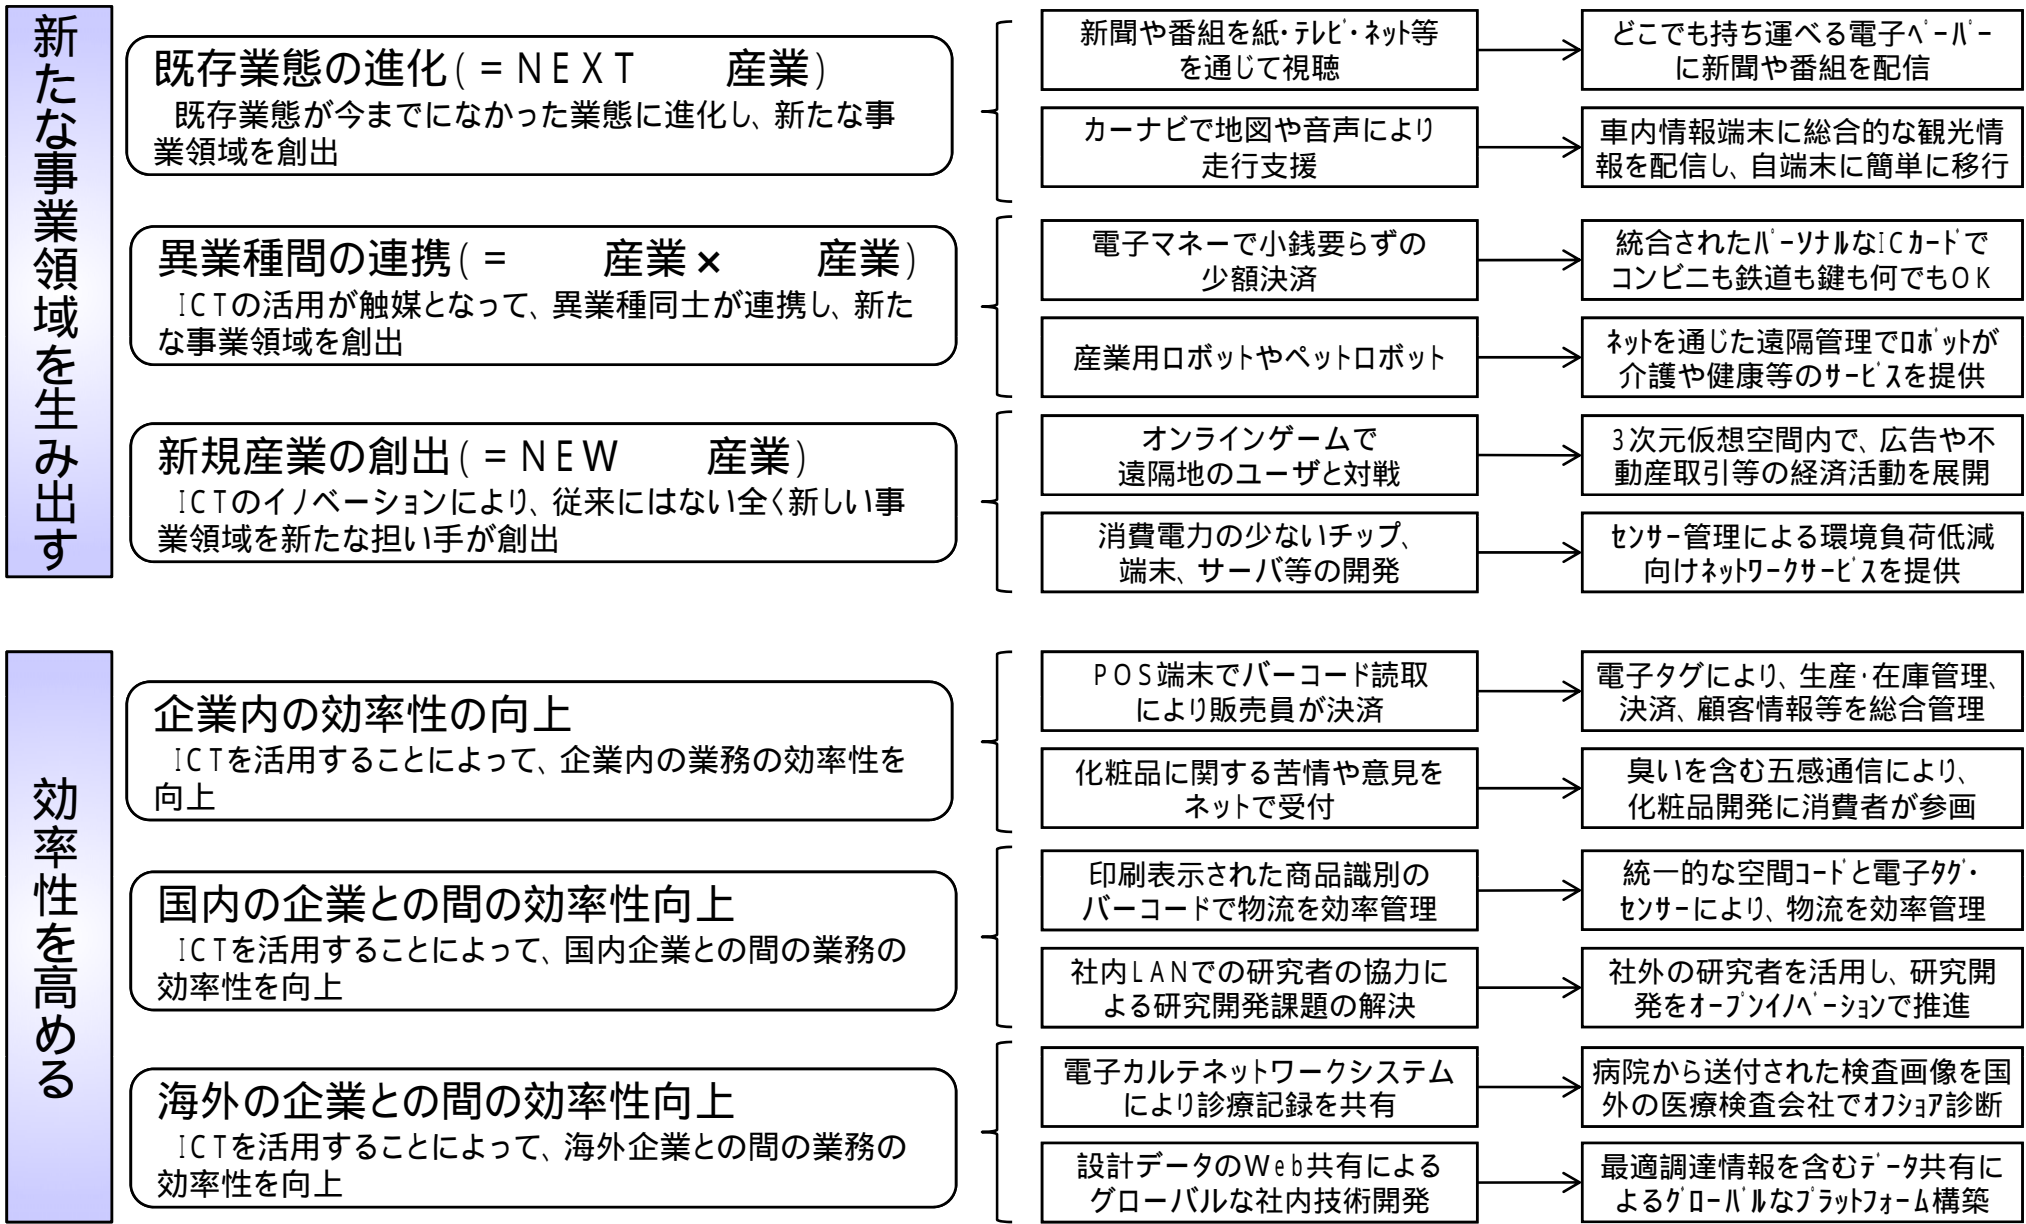 新たな事業領域を生み出す
既存業態の進化(=NEXT　　産業)
既存業態が今までになかった業態に進化し、新たな事
業領域を創出
新聞や番組を紙・ﾃﾚﾋﾞ・ﾈｯﾄ等
を通じて視聴
どこでも持ち運べる電子ﾍﾟｰﾊﾟｰ
に新聞や番組を配信
カーナビで地図や音声により
走行支援
車内情報端末に総合的な観光情
報を配信し、自端末に簡単に移行
異業種間の連携(=　　産業×　　産業)
ICTの活用が触媒となって、異業種同士が連携し、新た
な事業領域を創出
電子マネーで小銭要らずの
少額決済
統合されたﾊﾟｰｿﾅﾙなICｶｰﾄﾞで
コンビニも鉄道も鍵も何でもOK
産業用ロボットやペットロボット
ﾈｯﾄを通じた遠隔管理でﾛﾎﾞｯﾄが
介護や健康等のｻｰﾋﾞｽを提供
新規産業の創出(=NEW　　産業)
ICTのイノベーションにより、従来にはない全く新しい事
業領域を新たな担い手が創出
オンラインゲームで
遠隔地のユーザと対戦
3次元仮想空間内で、広告や不
動産取引等の経済活動を展開
消費電力の少ないチップ、
端末、サーバ等の開発
ｾﾝｻｰ管理による環境負荷低減
向けﾈｯﾄﾜｰｸｻｰﾋﾞｽを提供
効率性を高める
企業内の効率性の向上
ICTを活用することによって、企業内の業務の効率性を
向上
POS端末でバーコード読取
により販売員が決済
電子タグにより、生産・在庫管理、
決済、顧客情報等を総合管理
化粧品に関する苦情や意見を
ネットで受付
臭いを含む五感通信により、
化粧品開発に消費者が参画
国内の企業との間の効率性向上
ICTを活用することによって、国内企業との間の業務の
効率性を向上
印刷表示された商品識別の
バーコードで物流を効率管理
統一的な空間ｺｰﾄﾞと電子ﾀｸﾞ・
ｾﾝｻｰにより、物流を効率管理
社内LANでの研究者の協力に
よる研究開発課題の解決
社外の研究者を活用し、研究開
発をｵｰﾌﾟﾝｲﾉﾍﾞｰｼｮﾝで推進
海外の企業との間の効率性向上
ICTを活用することによって、海外企業との間の業務の
効率性を向上
電子カルテネットワークシステム
により診療記録を共有
病院から送付された検査画像を国
外の医療検査会社でｵﾌｼｮｱ診断
設計データのWeb共有による
グローバルな社内技術開発
最適調達情報を含むﾃﾞｰﾀ共有に
よるｸﾞﾛｰﾊﾞﾙなﾌﾟﾗｯﾄﾌｫｰﾑ構築